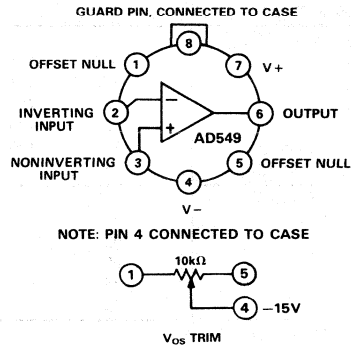 GUARD PIN, CONNECTED TO CASE
8
OFFSET NULL 1
7 V+
INVERTING INPUT 2
−
6 OUTPUT
AD549
+
NONINVERTING INPUT 3
5 OFFSET NULL
4
V−
NOTE: PIN 4 CONNECTED TO CASE
10kΩ
1
5
4 −15V
VOS TRIM